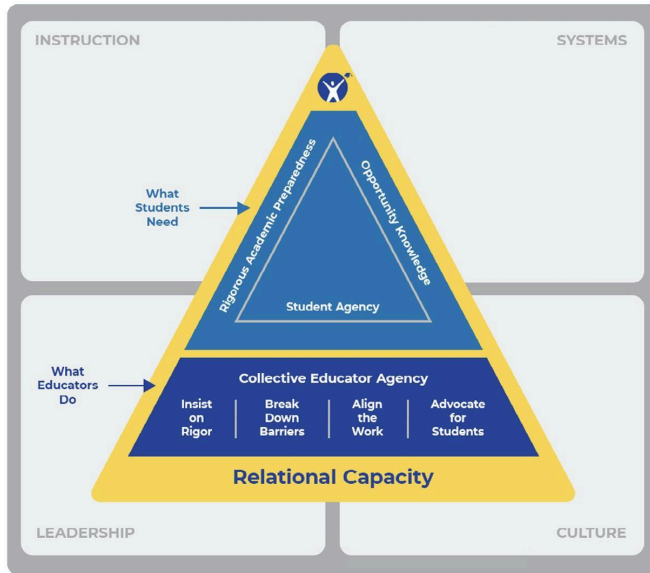 INSTRUCTION
SYSTEMS
Rigorous Academic Preparedness
Opportunity Knowledge
What
Students
Need
Student Agency
What
Educators
Do
Collective Educator Agency
Insist
on
Rigor
Break
Down
Barriers
Align
the
Work
Advocate
for
Students
Relational Capacity
LEADERSHIP
CULTURE